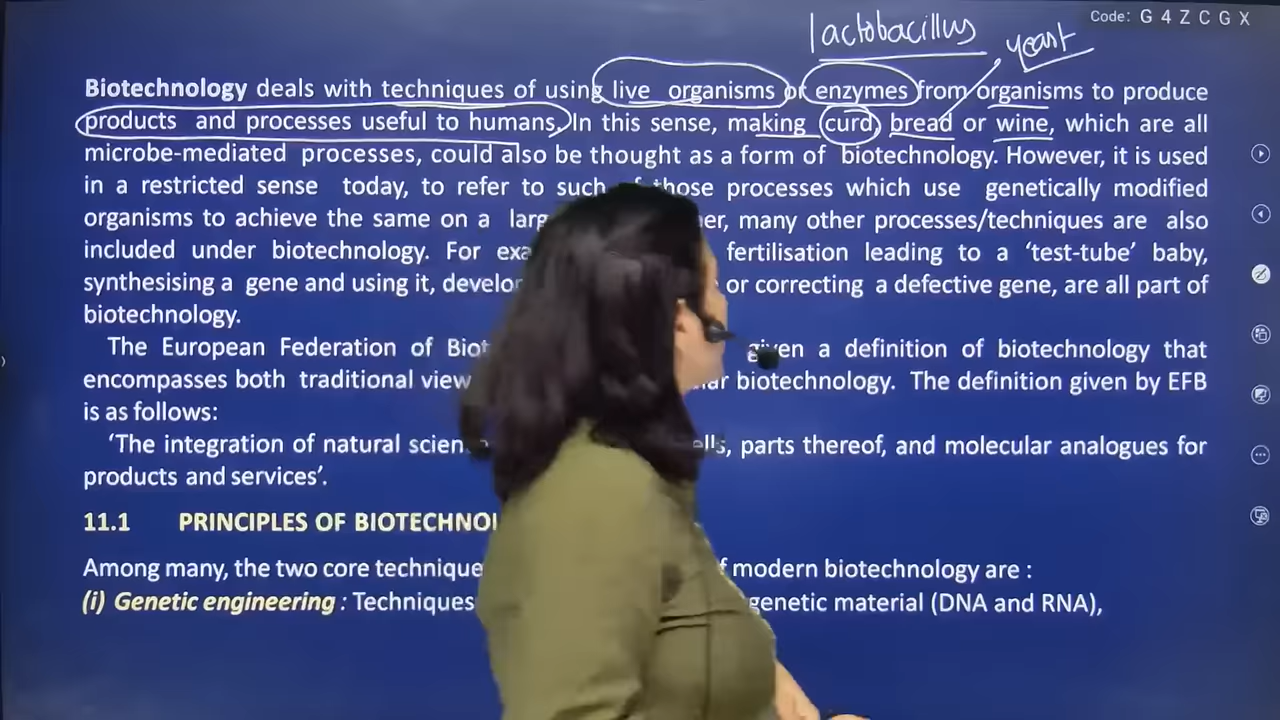 Code: G 4 Z C G X
lactobacillus
yeast
Biotechnology deals with techniques of using live organisms or enzymes from organisms to produce
products and processes useful to humans. In this sense, making curd, bread or wine, which are all
microbe-mediated processes, could also be thought as a form of biotechnology. However, it is used
in a restricted sense today, to refer to such those processes which use genetically modified
organisms to achieve the same on a many other processes/techniques are also
included under biotechnology. For fertilisation leading to a ‘test-tube’ baby,
synthesising a gene and using it, or correcting a defective gene, are all part of
biotechnology.
The European Federation of given a definition of biotechnology that
encompasses both traditional view biotechnology. The definition given by EFB
is as follows:
‘The integration of natural parts thereof, and molecular analogues for
products and services’.
11.1 PRINCIPLES OF
Among many, the two core modern biotechnology are :
(i) Genetic engineering : Techniques genetic material (DNA and RNA),